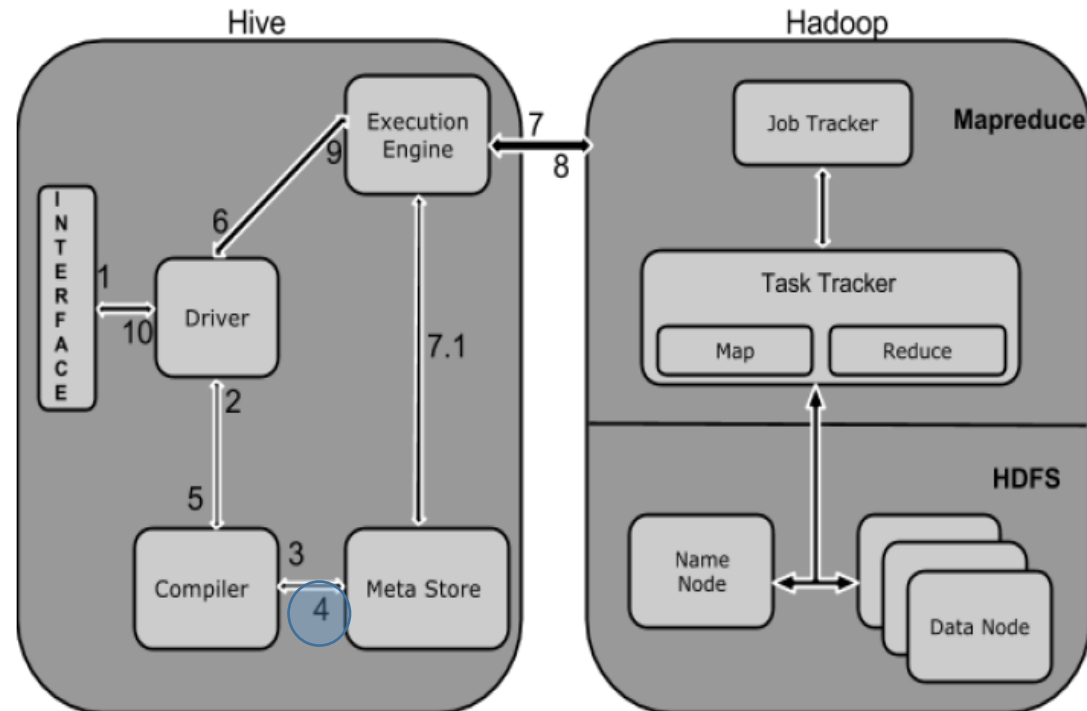 Hive
Hadoop
Execution
Engine
7
8
Job Tracker
Mapreduce
9
6
INTERFACE
1
10
Driver
2
7.1
Task Tracker
Map
Reduce
5
3
4
Compiler
Meta Store
HDFS
Name
Node
Data Node